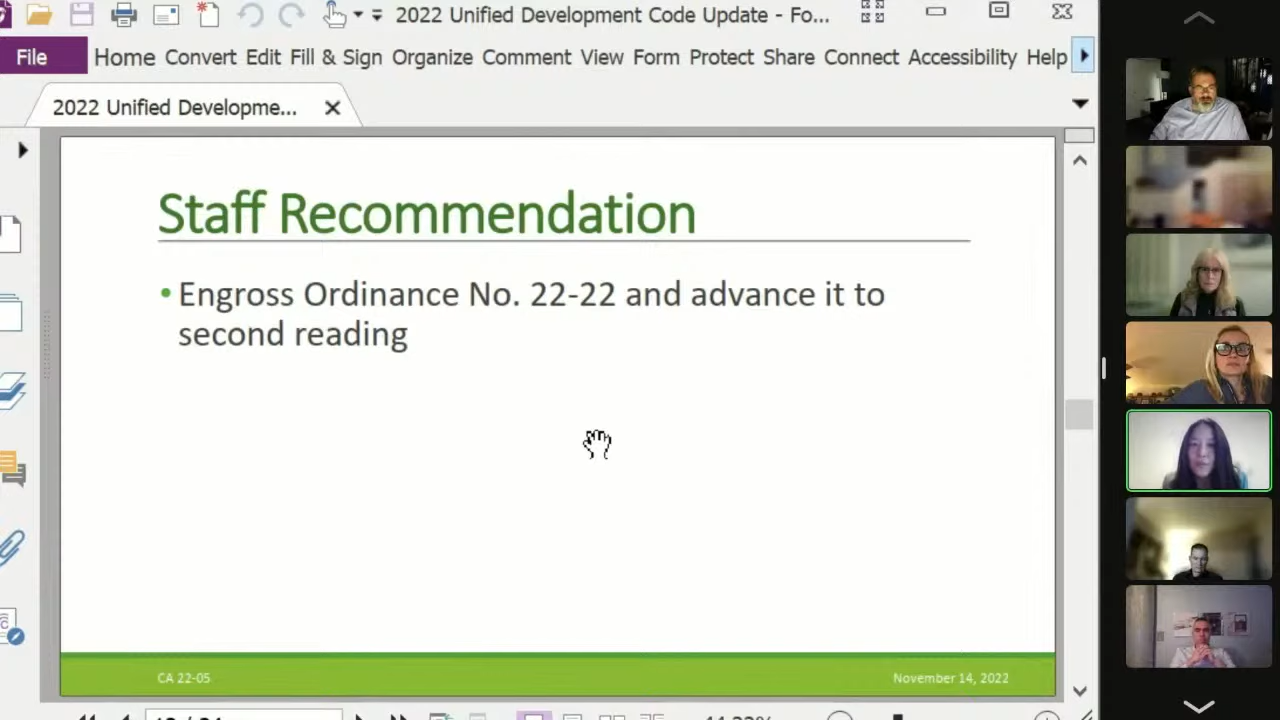 2022 Unified Development Code Update - Fo...
File Home Convert Edit Fill & Sign Organize Comment View Form Protect Share Connect Accessibility Help
2022 Unified Developme...
Staff Recommendation
• Engross Ordinance No. 22-22 and advance it to
second reading
CA 22-05
November 14, 2022